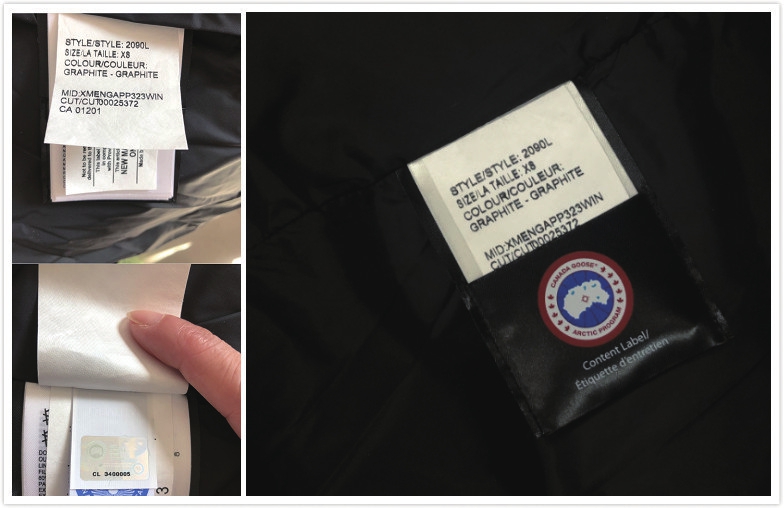 STYLE/STYLE: 2090L
SIZE/LA TAILLE: XS
COLOUR/COULEUR:
GRAPHITE - GRAPHITE
MID:XMENGAPP323WIN
CUT/CUT00025372
CA 01201
NEW MA
CL 3400005
STYLE/STYLE: 2090L
SIZE/LA TAILLE: XS
COLOUR/COULEUR:
GRAPHITE - GRAPHITE
MID:XMENGAPP323WIN
CUT/CUT00025372
CANADA GOOSE
ARCTIC PROGRAM
Content Label/
Étiquette d'entretien